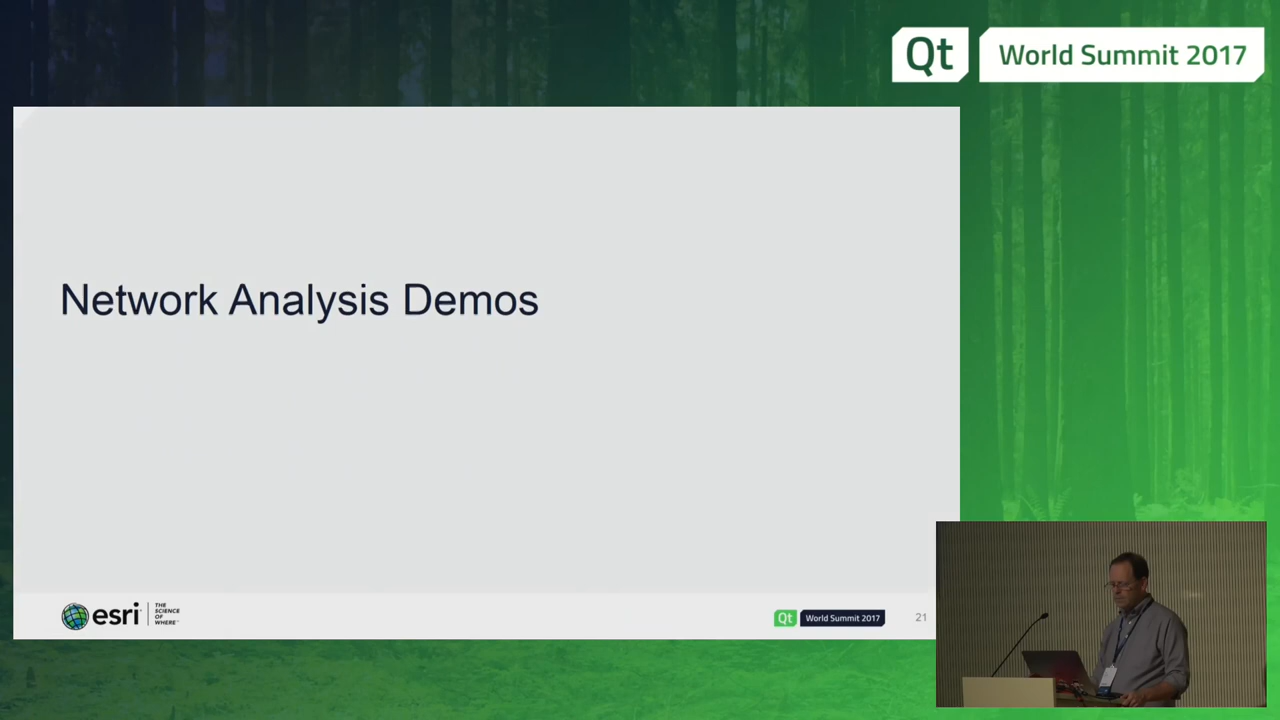 Qt
World Summit 2017
Network Analysis Demos
esri
THE
SCIENCE
OF
WHERE
Qt
World Summit 2017
21